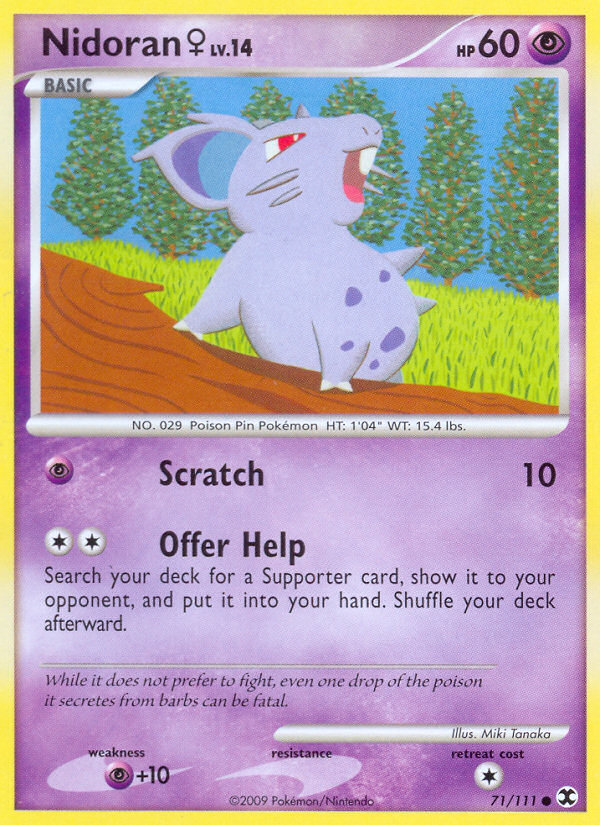 Nidoran♀ LV.14 HP 60
BASIC
NO. 029 Poison Pin Pokémon HT: 1'04" WT: 15.4 lbs.
Scratch 10
Offer Help
Search your deck for a Supporter card, show it to your
opponent, and put it into your hand. Shuffle your deck
afterward.
While it does not prefer to fight, even one drop of the poison
it secretes from barbs can be fatal.
Illus. Miki Tanaka
weakness resistance retreat cost
+10
©2009 Pokémon/Nintendo 71/111